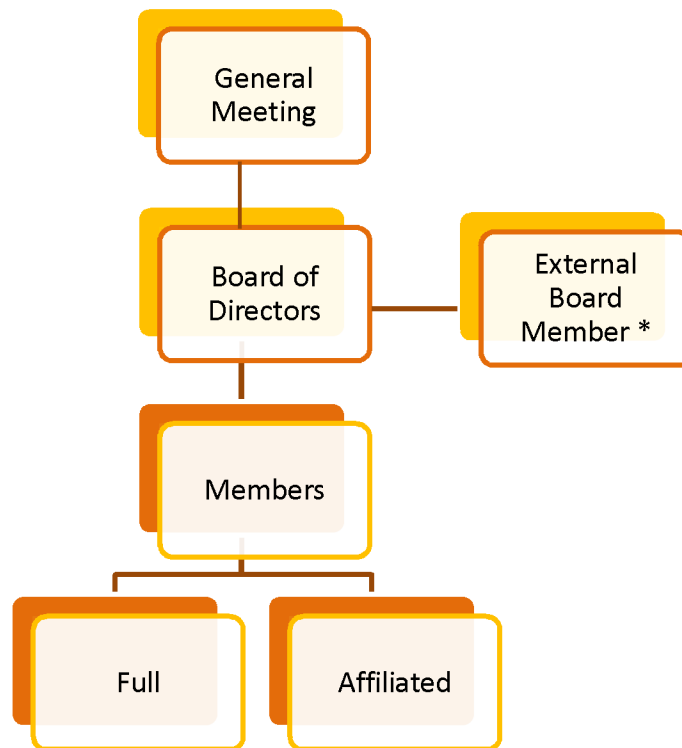 General
Meeting
Board of
Directors
External
Board
Member *
Members
Full
Affiliated